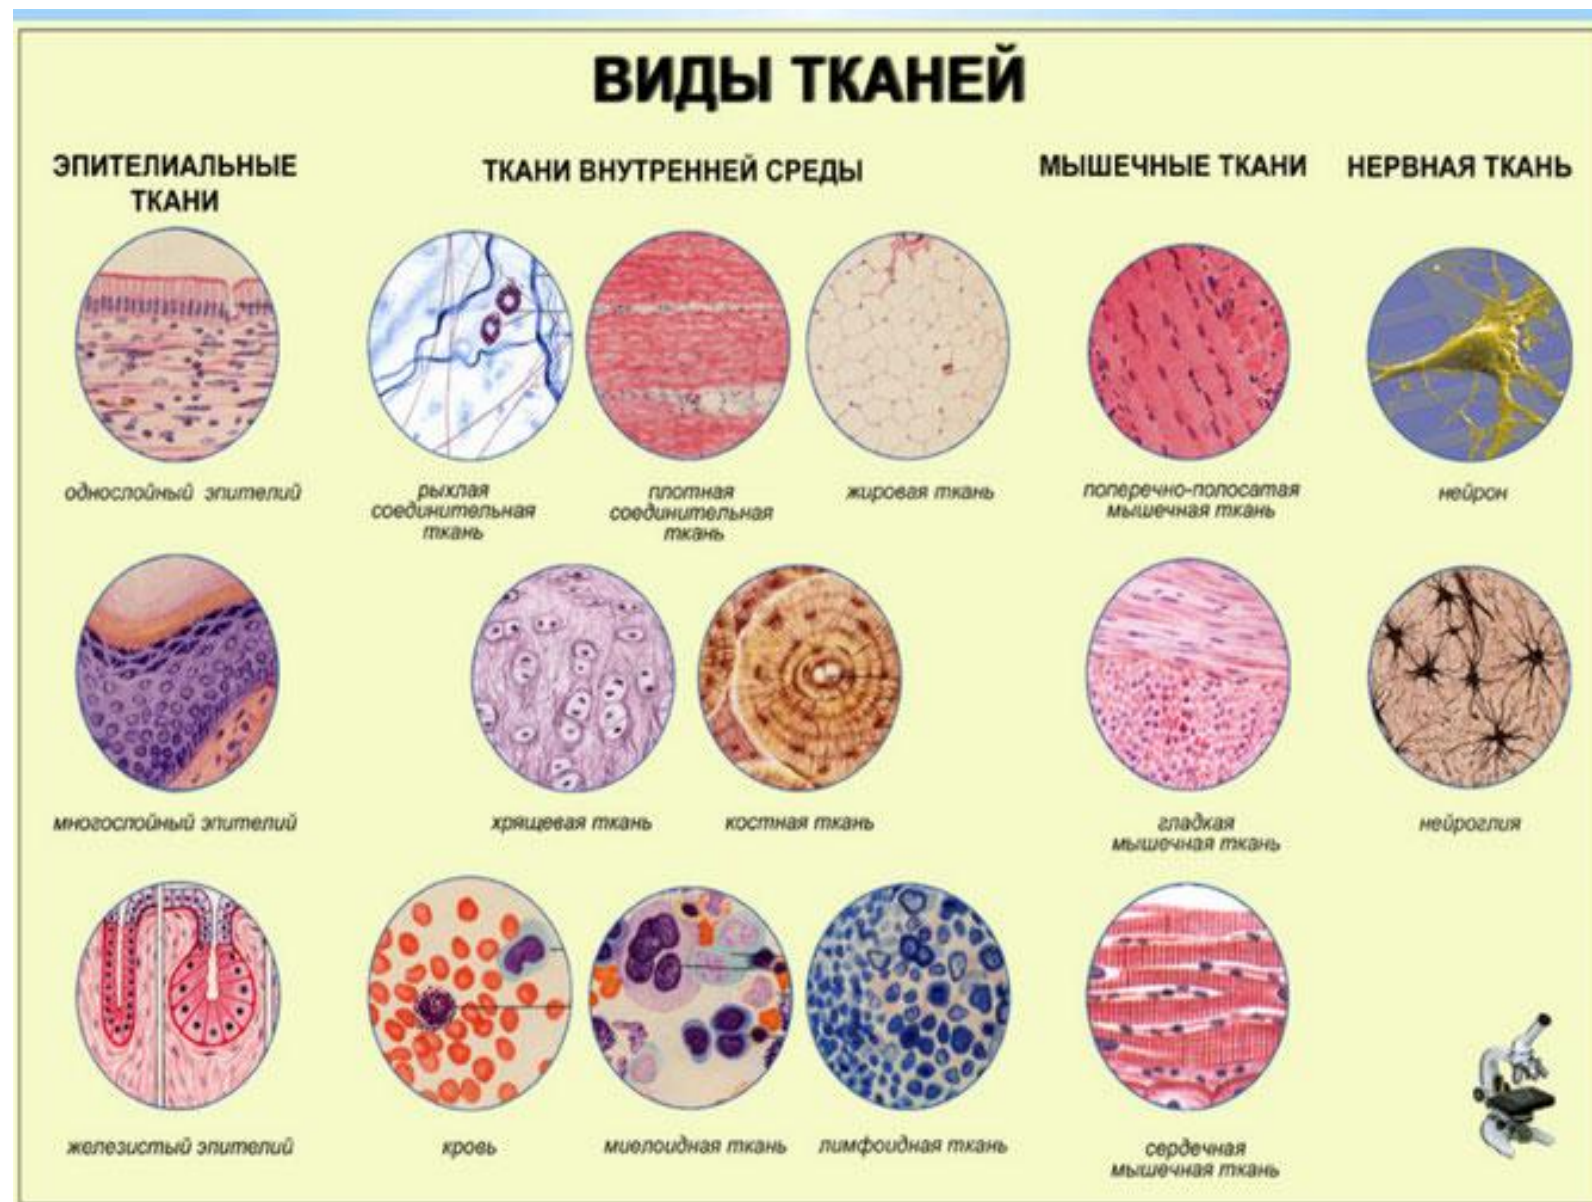 ВИДЫ ТКАНЕЙ
ЭПИТЕЛИАЛЬНЫЕ
ТКАНИ
однослойный эпителий
многослойный эпителий
железистый эпителий
ТКАНИ ВНУТРЕННЕЙ СРЕДЫ
рыхлая
соединительная
ткань
плотная
соединительная
ткань
жировая ткань
хрящевая ткань
костная ткань
кровь
миелоидная ткань
лимфоидная ткань
МЫШЕЧНЫЕ ТКАНИ
поперечно-полосатая
мышечная ткань
гладкая
мышечная ткань
сердечная
мышечная ткань
НЕРВНАЯ ТКАНЬ
нейрон
нейроглия